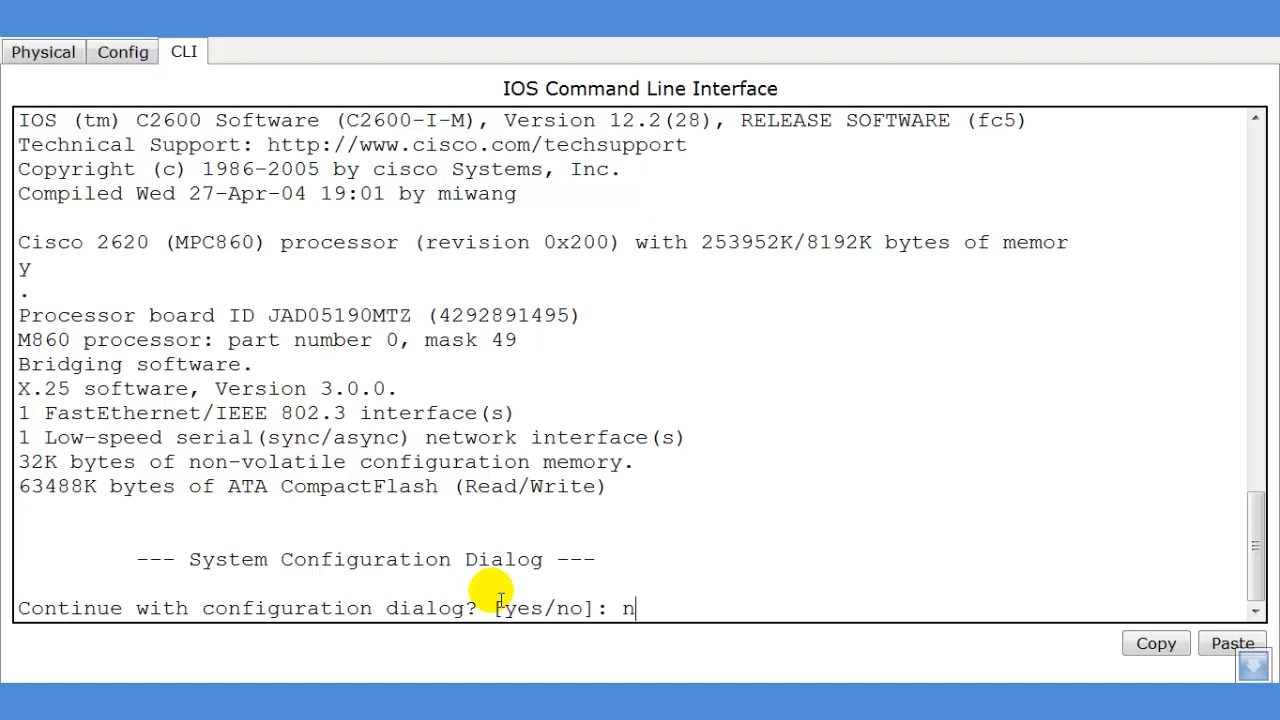 Physical Config CLI
IOS Command Line Interface
IOS (tm) C2600 Software (C2600-I-M), Version 12.2(28), RELEASE SOFTWARE (fc5)
Technical Support: http://www.cisco.com/techsupport
Copyright (c) 1986-2005 by cisco Systems, Inc.
Compiled Wed 27-Apr-04 19:01 by miwang
Cisco 2620 (MPC860) processor (revision 0x200) with 253952K/8192K bytes of memor
y
.
Processor board ID JAD05190MTZ (4292891495)
M860 processor: part number 0, mask 49
Bridging software.
X.25 software, Version 3.0.0.
1 FastEthernet/IEEE 802.3 interface(s)
1 Low-speed serial(sync/async) network interface(s)
32K bytes of non-volatile configuration memory.
63488K bytes of ATA CompactFlash (Read/Write)
--- System Configuration Dialog ---
Continue with configuration dialog? [yes/no]: n
Copy Paste